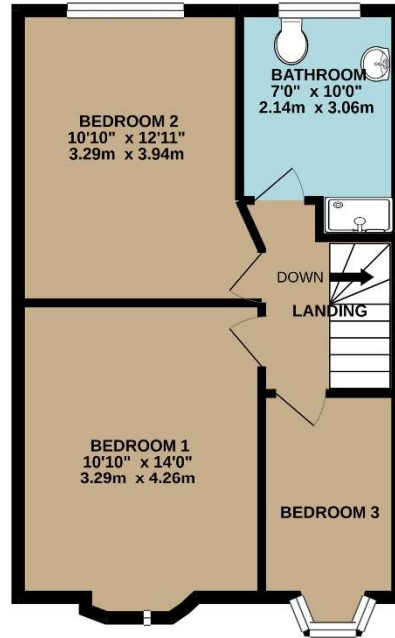 BEDROOM 2
10'10" x 12'11"
3.29m x 3.94m
BATHROOM
7'0" x 10'0"
2.14m x 3.06m
DOWN
LANDING
BEDROOM 1
10'10" x 14'0"
3.29m x 4.26m
BEDROOM 3